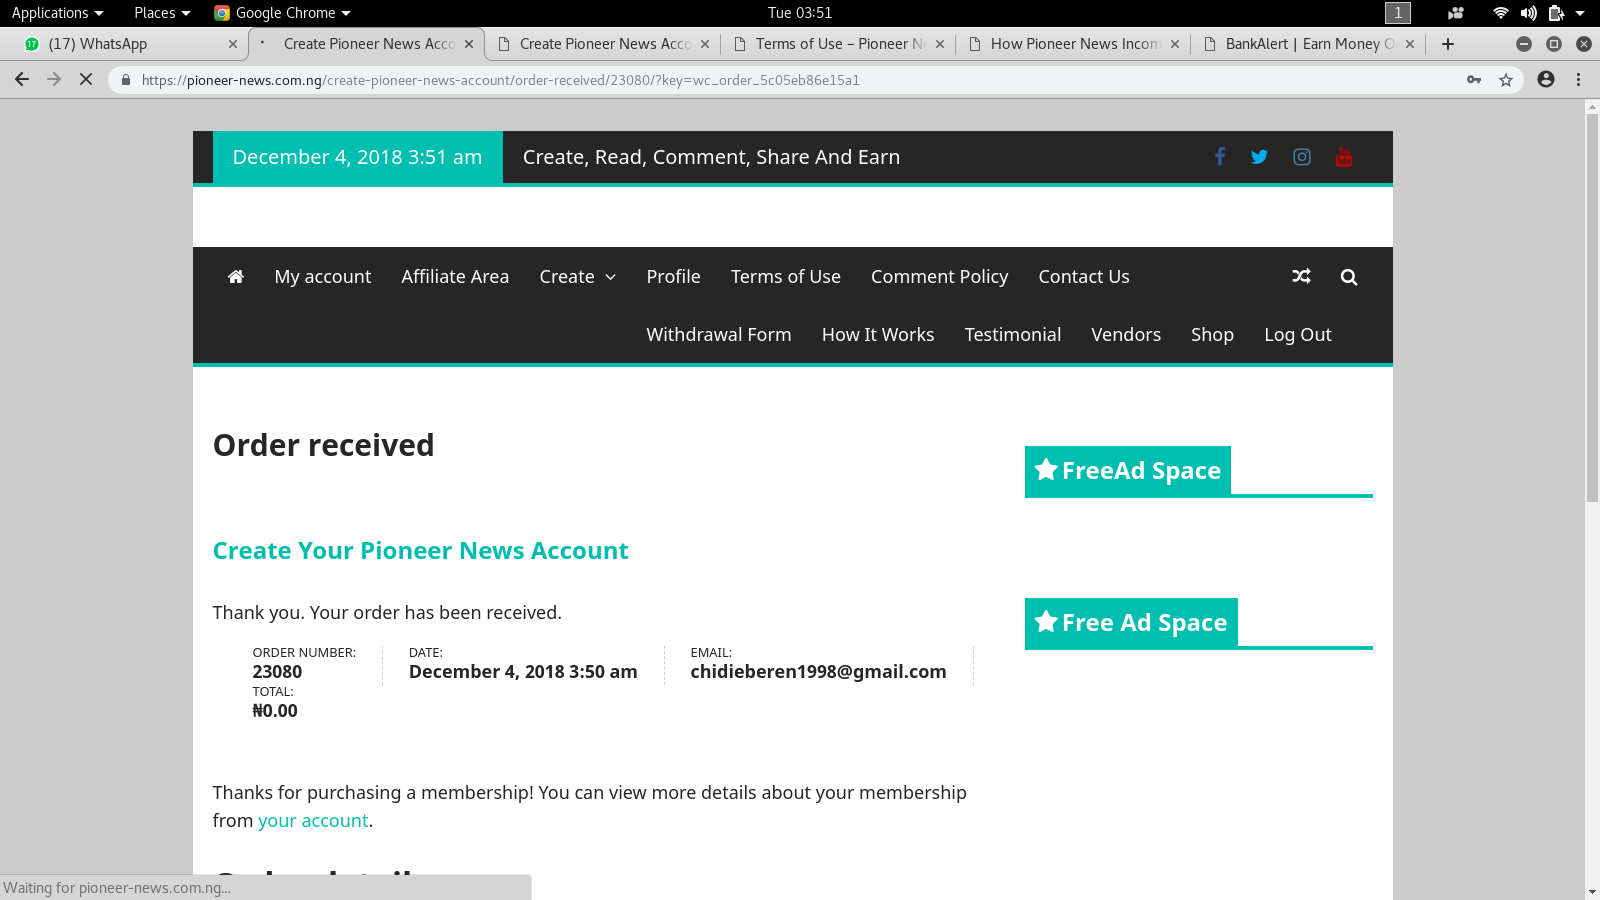 Applications Places Google Chrome Tue 03:51 1
(17) WhatsApp Create Pioneer News Acco Create Pioneer News Acco Terms of Use – Pioneer N How Pioneer News Incom BankAlert | Earn Money O
https://pioneer-news.com.ng/create-pioneer-news-account/order-received/23080/?key=wc_order_5c05eb86e15a1
December 4, 2018 3:51 am Create, Read, Comment, Share And Earn
My account Affiliate Area Create Profile Terms of Use Comment Policy Contact Us
Withdrawal Form How It Works Testimonial Vendors Shop Log Out
Order received
FreeAd Space
Create Your Pioneer News Account
Thank you. Your order has been received.
Free Ad Space
ORDER NUMBER: DATE: EMAIL:
23080 December 4, 2018 3:50 am chidieberen1998@gmail.com
TOTAL:
₦0.00
Thanks for purchasing a membership! You can view more details about your membership
from your account.
Waiting for pioneer-news.com.ng...